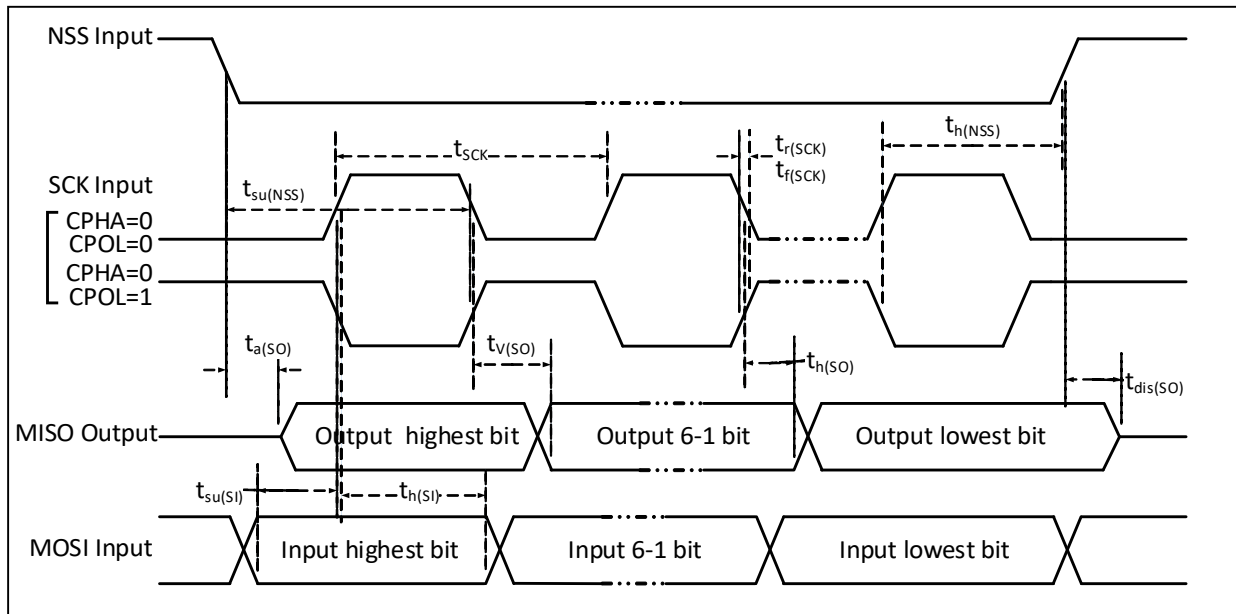 NSS Input
t_h(NSS)
t_SCK
t_r(SCK)
t_f(SCK)
SCK Input
t_su(NSS)
CPHA=0
CPOL=0
CPHA=0
CPOL=1
t_a(SO)
t_V(SO)
t_h(SO)
t_dis(SO)
MISO Output
Output highest bit
Output 6-1 bit
Output lowest bit
t_su(SI)
t_h(SI)
MOSI Input
Input highest bit
Input 6-1 bit
Input lowest bit